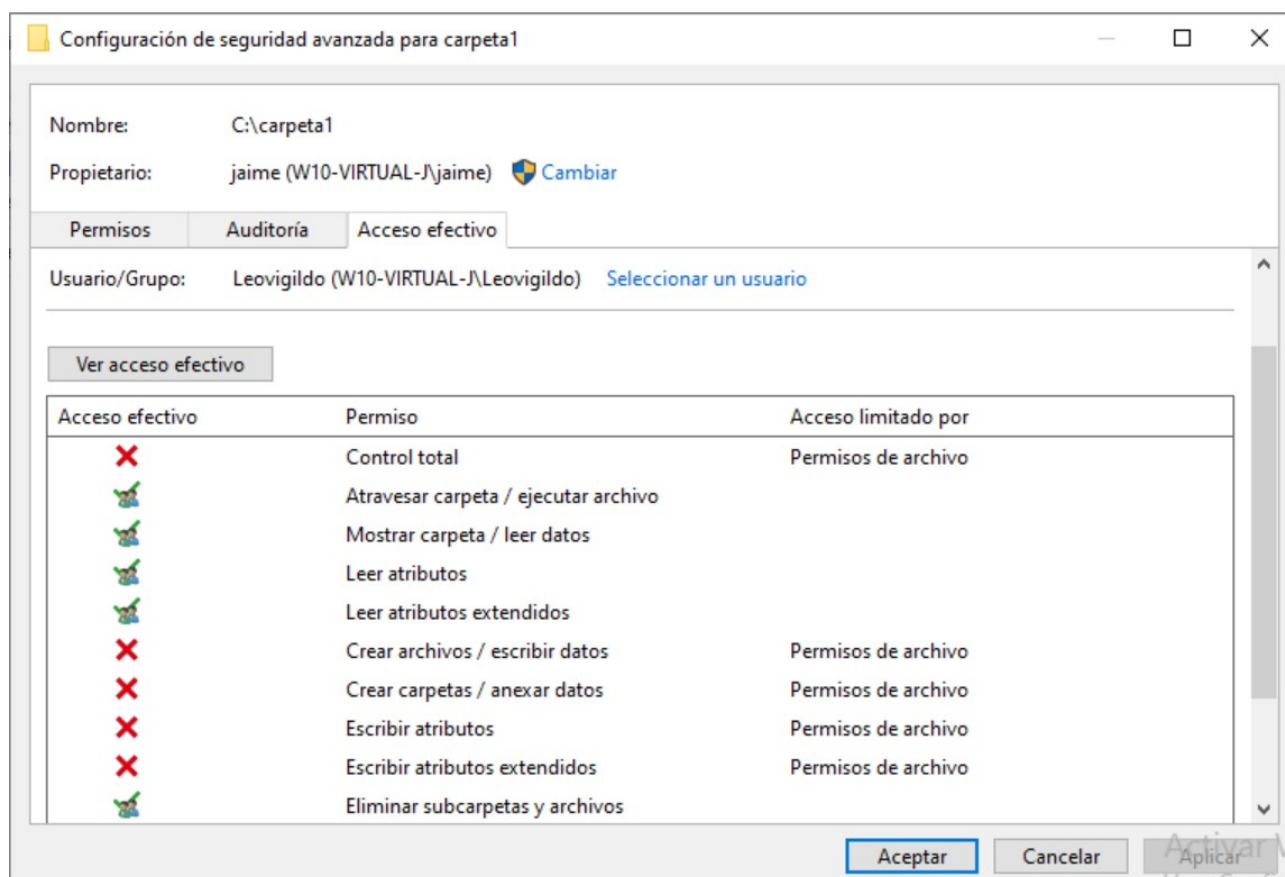 Configuración de seguridad avanzada para carpeta1
Nombre: C:\carpeta1
Propietario: jaime (W10-VIRTUAL-J\jaime) Cambiar
Permisos Auditoría Acceso efectivo
Usuario/Grupo: Leovigildo (W10-VIRTUAL-J\Leovigildo) Seleccionar un usuario
Ver acceso efectivo
Acceso efectivo Permiso Acceso limitado por
Control total Permisos de archivo
Atravesar carpeta / ejecutar archivo
Mostrar carpeta / leer datos
Leer atributos
Leer atributos extendidos
Crear archivos / escribir datos Permisos de archivo
Crear carpetas / anexar datos Permisos de archivo
Escribir atributos Permisos de archivo
Escribir atributos extendidos Permisos de archivo
Eliminar subcarpetas y archivos
Aceptar Cancelar Aplicar
Activar